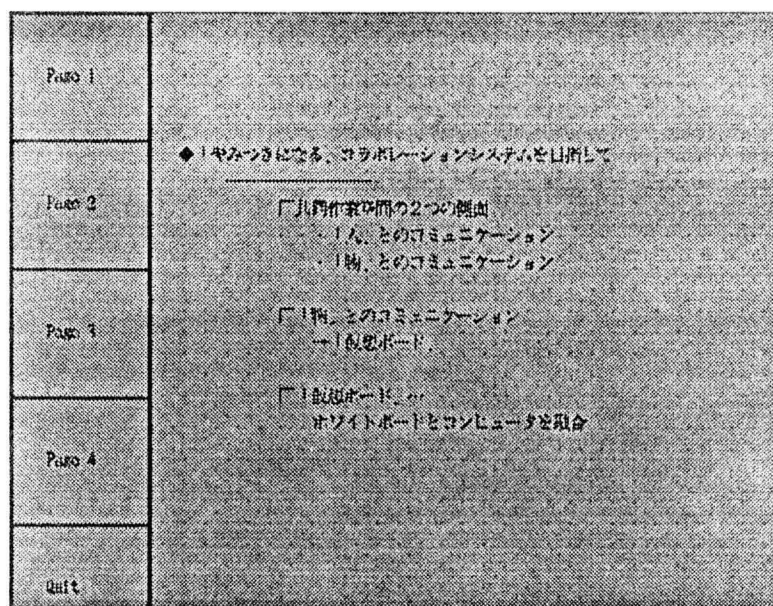 Page 1
Page 2
Page 3
Page 4
Quit
◆「やみつきになる」コラボレーションシステムを目指して
「共同作業空間の2つの側面
・「人」とのコミュニケーション
・「物」とのコミュニケーション
「「物」とのコミュニケーション
→「仮想ボード」
「「仮想ボード」…
ホワイトボードとコンピュータを融合